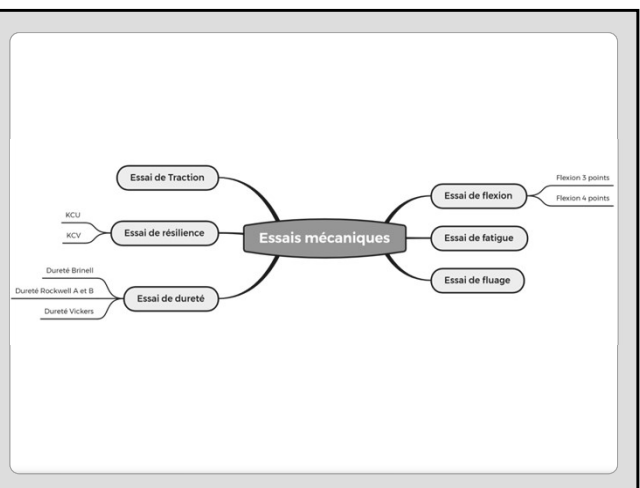 Essais mécaniques
Essai de Traction
Essai de résilience
KCU
KCV
Essai de dureté
Dureté Brinell
Dureté Rockwell A et B
Dureté Vickers
Essai de flexion
Flexion 3 points
Flexion 4 points
Essai de fatigue
Essai de fluage